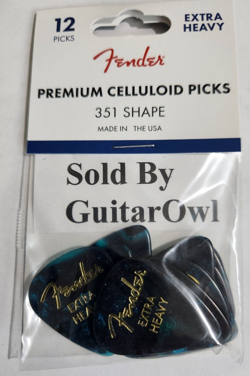 12 EXTRA
PICKS HEAVY
Fender
PREMIUM CELLULOID PICKS
351 SHAPE
MADE IN THE USA
Sold By
GuitarOwl
Fender
EXTRA
HEAVY
Fender
EXTRA
HEAVY